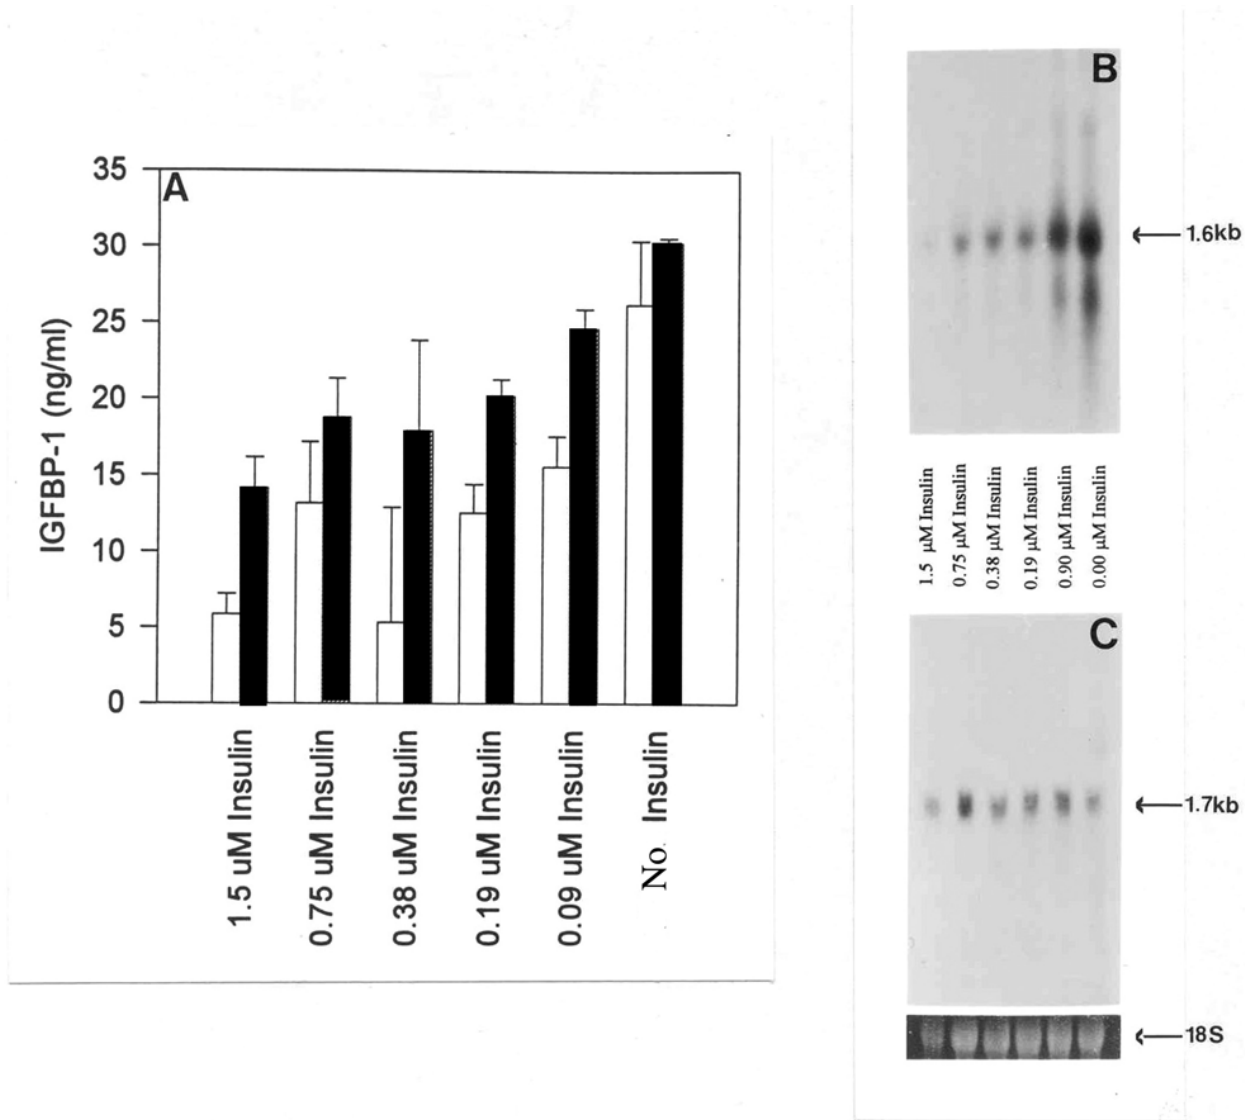 A
35
30
25
20
15
10
5
0
IGFBP-1 (ng/ml)
1.5 uM Insulin
0.75 uM Insulin
0.38 uM Insulin
0.19 uM Insulin
0.09 uM Insulin
No. Insulin
B
1.6kb
1.5 µM Insulin
0.75 µM Insulin
0.38 µM Insulin
0.19 µM Insulin
0.90 µM Insulin
0.00 µM Insulin
C
1.7kb
18S